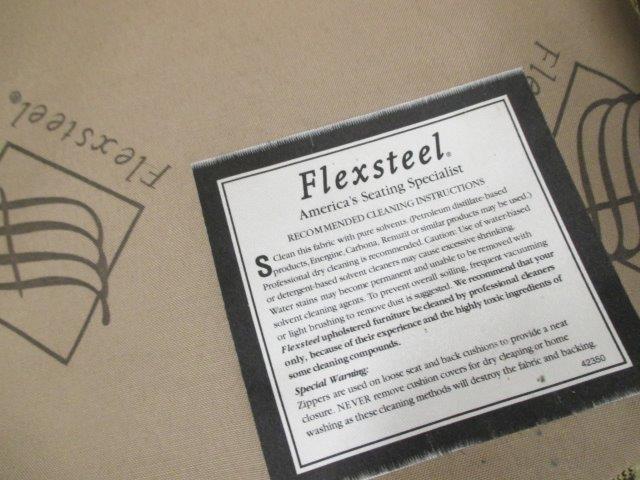 Flexsteel®
Fle
Flexsteel®
America's Seating Specialist
RECOMMENDED CLEANING INSTRUCTIONS
S Clean this fabric with pure solvents. (Petroleum distillate-based
products, Energine, Carbona, Renuzit or similar products may be used.)
Professional dry cleaning is recommended. Caution: Use of water-based
or detergent-based solvent cleaners may cause excessive shrinking.
Water stains may become permanent and unable to be removed with
solvent cleaning agents. To prevent overall soiling, frequent vacuuming
or light brushing to remove dust is suggested. We recommend that your
Flexsteel upholstered furniture be cleaned by professional cleaners
only, because of their experience and the highly toxic ingredients of
some cleaning compounds.
Special Warning:
Zippers are used on loose seat and back cushions to provide a neat
closure. NEVER remove cushion covers for dry cleaning or home
washing as these cleaning methods will destroy the fabric and backing.
42350